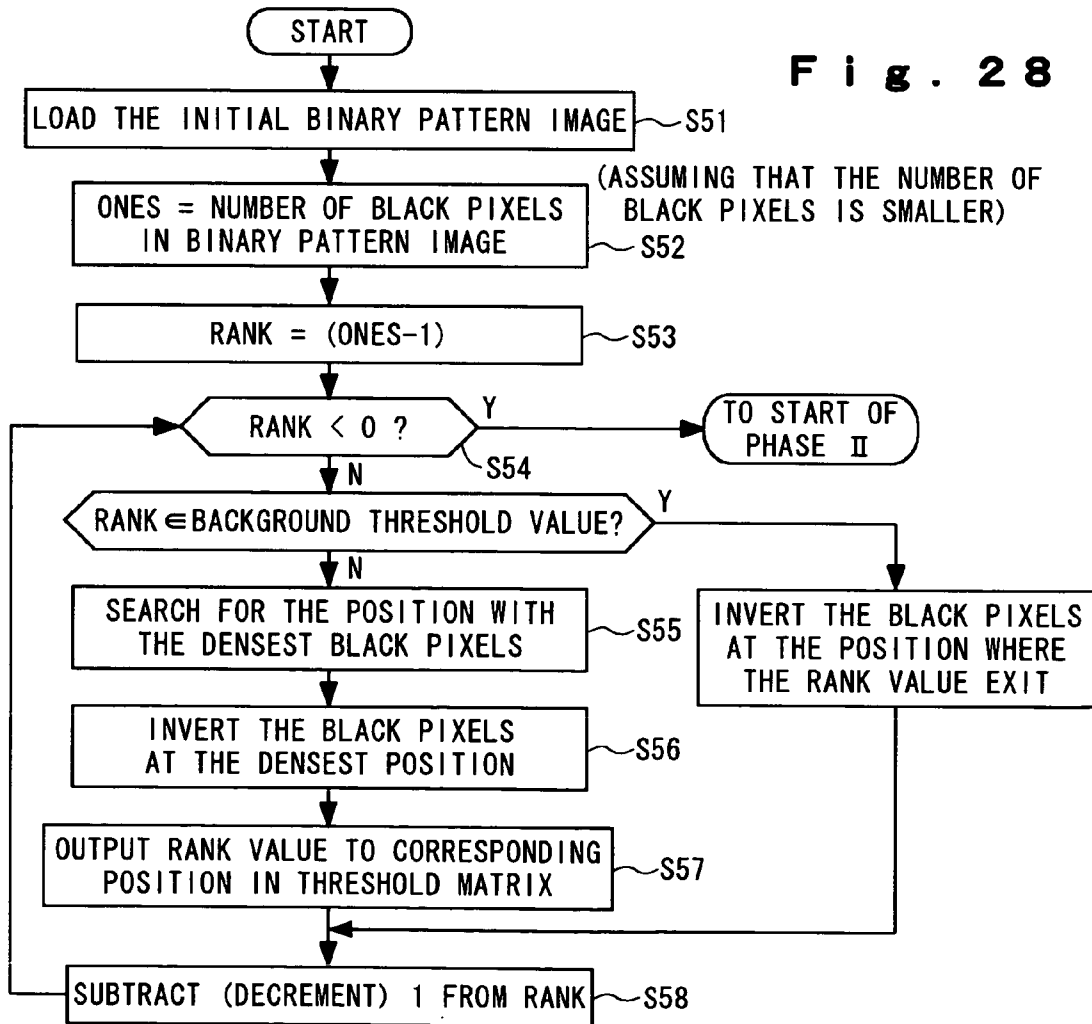 START
Fig. 28
LOAD THE INITIAL BINARY PATTERN IMAGE
S51
(ASSUMING THAT THE NUMBER OF
BLACK PIXELS IS SMALLER)
ONES = NUMBER OF BLACK PIXELS
IN BINARY PATTERN IMAGE
S52
RANK = (ONES-1)
S53
RANK < 0 ?
Y
TO START OF
PHASE II
S54
N
RANK∈BACKGROUND THRESHOLD VALUE?
Y
N
SEARCH FOR THE POSITION WITH
THE DENSEST BLACK PIXELS
S55
INVERT THE BLACK PIXELS
AT THE POSITION WHERE
THE RANK VALUE EXIT
INVERT THE BLACK PIXELS
AT THE DENSEST POSITION
S56
OUTPUT RANK VALUE TO CORRESPONDING
POSITION IN THRESHOLD MATRIX
S57
SUBTRACT (DECREMENT) 1 FROM RANK
S58